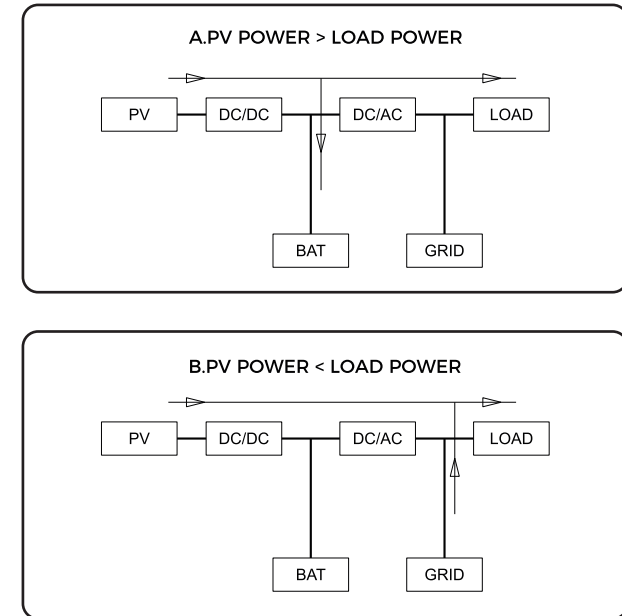 A.PV POWER > LOAD POWER
PV DC/DC DC/AC LOAD
BAT GRID
B.PV POWER < LOAD POWER
PV DC/DC DC/AC LOAD
BAT GRID